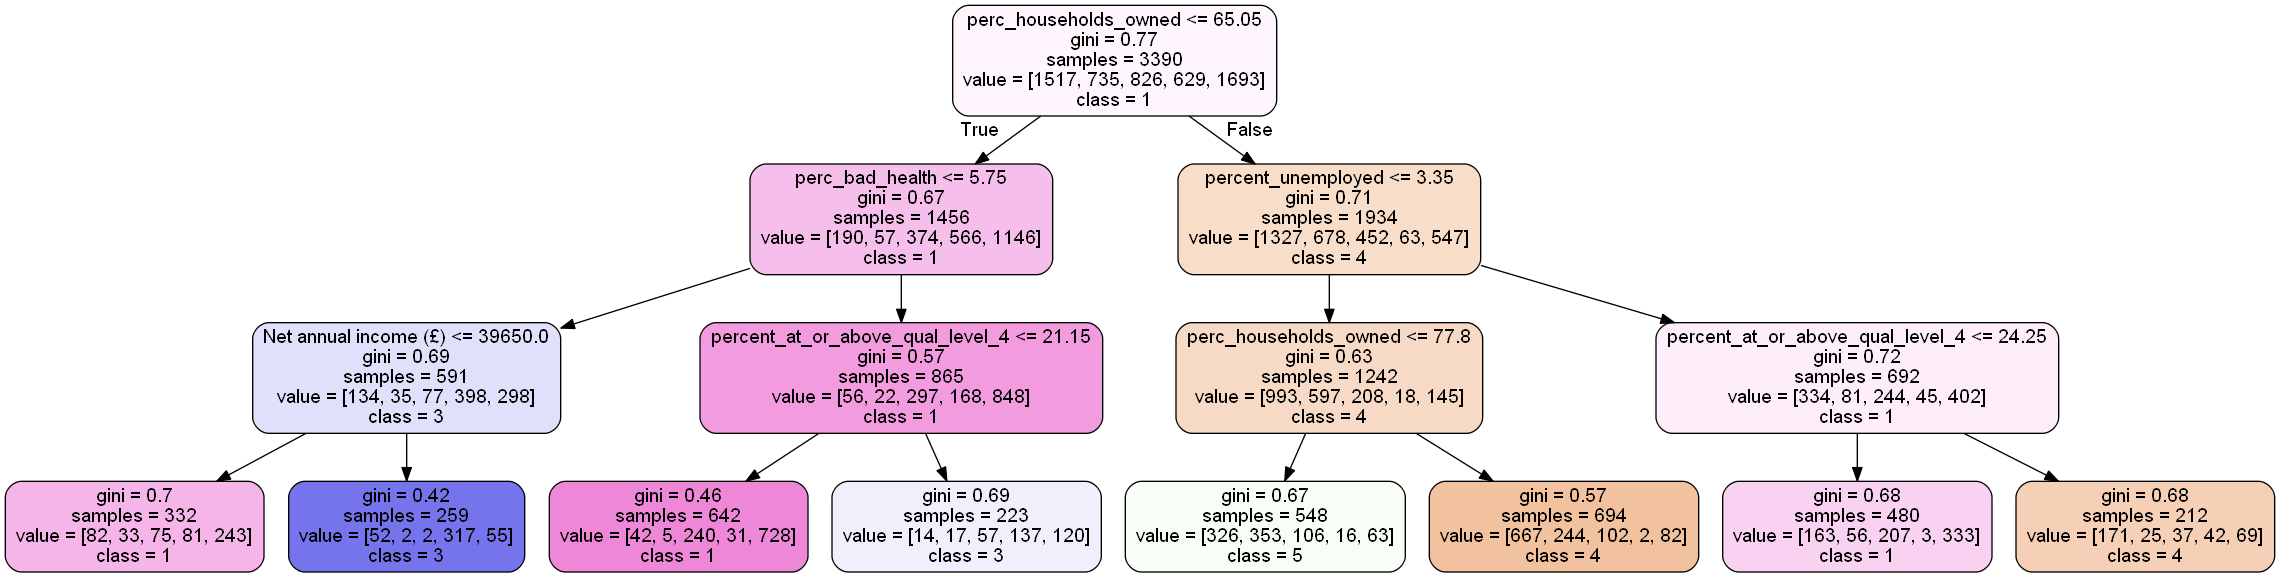 perc_households_owned <= 65.05
gini = 0.77
samples = 3390
value = [1517, 735, 826, 629, 1693]
class = 1
True
False
perc_bad_health <= 5.75
gini = 0.67
samples = 1456
value = [190, 57, 374, 566, 1146]
class = 1
percent_unemployed <= 3.35
gini = 0.71
samples = 1934
value = [1327, 678, 452, 63, 547]
class = 4
Net annual income (£) <= 39650.0
gini = 0.69
samples = 591
value = [134, 35, 77, 398, 298]
class = 3
percent_at_or_above_qual_level_4 <= 21.15
gini = 0.57
samples = 865
value = [56, 22, 297, 168, 848]
class = 1
perc_households_owned <= 77.8
gini = 0.63
samples = 1242
value = [993, 597, 208, 18, 145]
class = 4
percent_at_or_above_qual_level_4 <= 24.25
gini = 0.72
samples = 692
value = [334, 81, 244, 45, 402]
class = 1
gini = 0.7
samples = 332
value = [82, 33, 75, 81, 243]
class = 1
gini = 0.42
samples = 259
value = [52, 2, 2, 317, 55]
class = 3
gini = 0.46
samples = 642
value = [42, 5, 240, 31, 728]
class = 1
gini = 0.69
samples = 223
value = [14, 17, 57, 137, 120]
class = 3
gini = 0.67
samples = 548
value = [326, 353, 106, 16, 63]
class = 5
gini = 0.57
samples = 694
value = [667, 244, 102, 2, 82]
class = 4
gini = 0.68
samples = 480
value = [163, 56, 207, 3, 333]
class = 1
gini = 0.68
samples = 212
value = [171, 25, 37, 42, 69]
class = 4